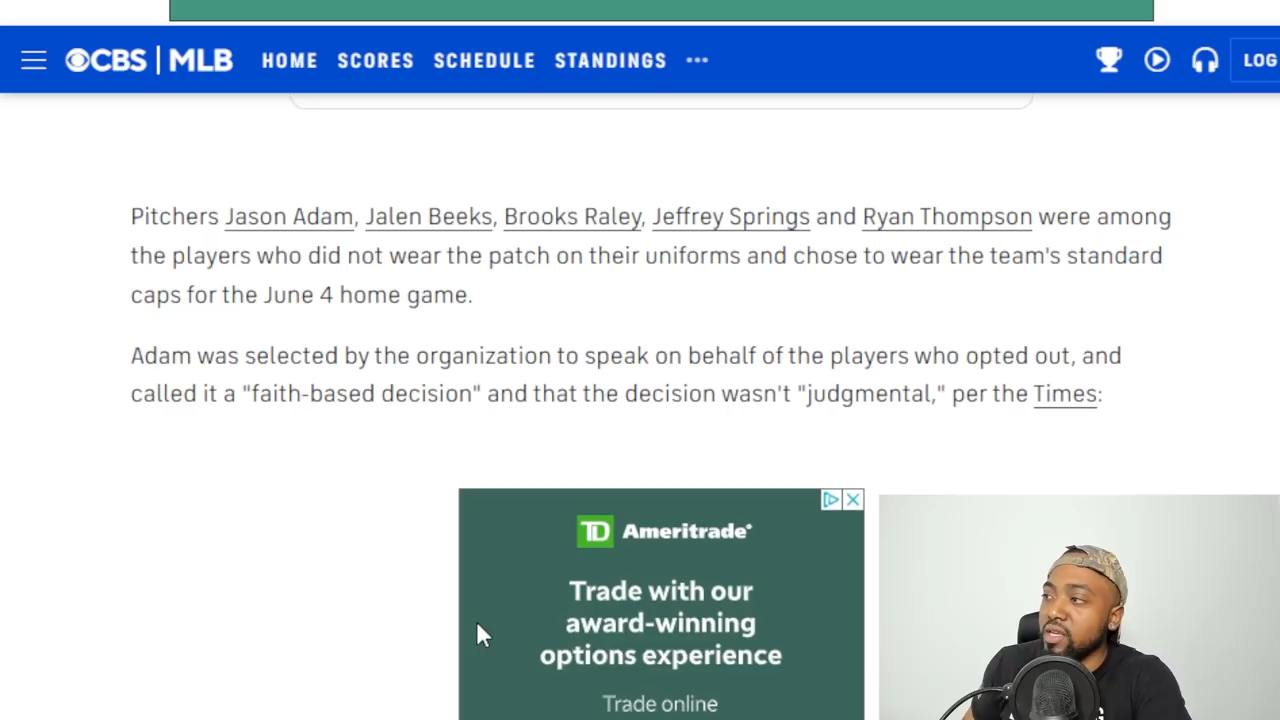 CBS | MLB HOME SCORES SCHEDULE STANDINGS ••• LOG
Pitchers Jason Adam, Jalen Beeks, Brooks Raley, Jeffrey Springs and Ryan Thompson were among
the players who did not wear the patch on their uniforms and chose to wear the team's standard
caps for the June 4 home game.
Adam was selected by the organization to speak on behalf of the players who opted out, and
called it a "faith-based decision" and that the decision wasn't "judgmental," per the Times:
TD Ameritrade®
Trade with our
award-winning
options experience
Trade online